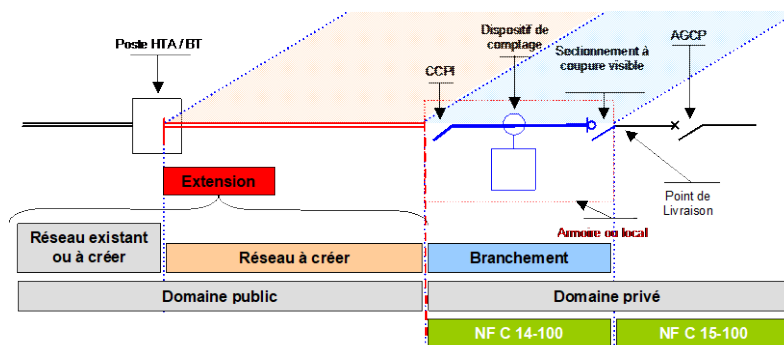 Poste HTA / BT
Dispositif de
comptage
CCPI
Sectionnement à
coupure visible
AGCP
Extension
Point de
Livraison
Armoire ou local
Réseau existant
ou à créer
Réseau à créer
Branchement
Domaine public
Domaine privé
NF C 14-100
NF C 15-100